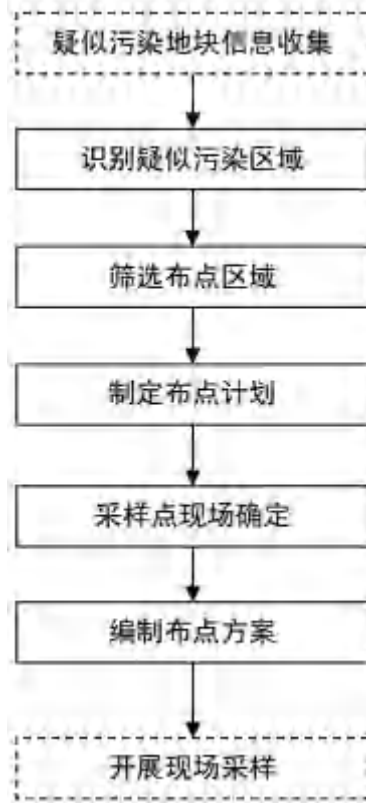 疑似污染地块信息收集
识别疑似污染区域
筛选布点区域
制定布点计划
采样点现场确定
编制布点方案
开展现场采样